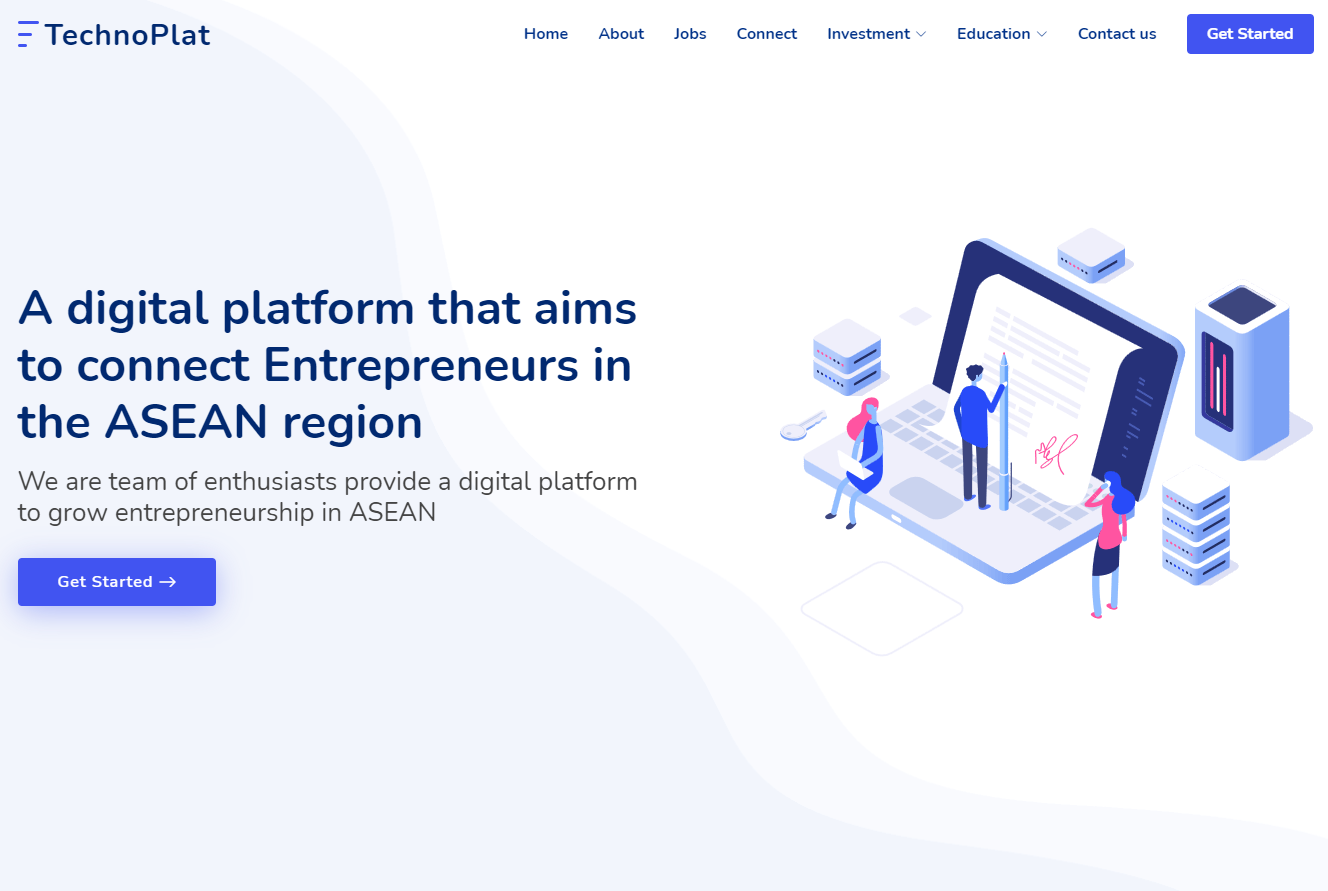 TechnoPlat
Home About Jobs Connect Investment Education Contact us Get Started
A digital platform that aims
to connect Entrepreneurs in
the ASEAN region
We are team of enthusiasts provide a digital platform
to grow entrepreneurship in ASEAN
Get Started →